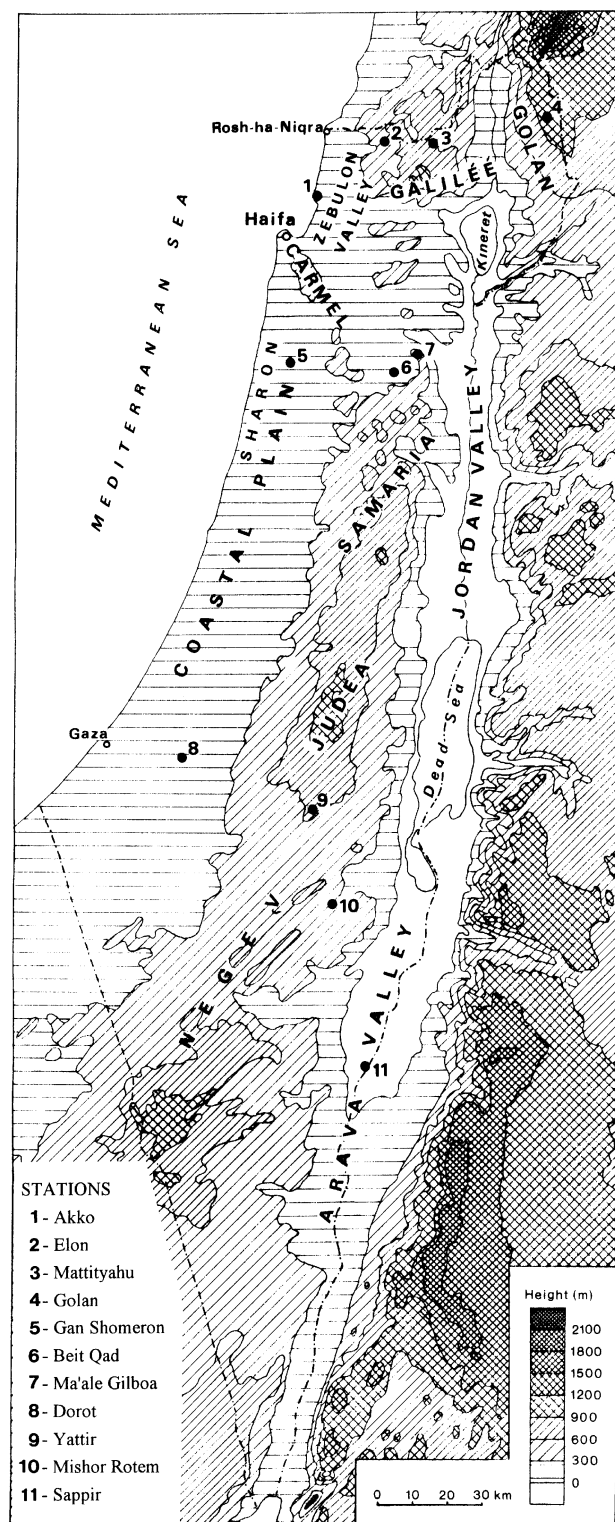 Rosh-ha-Niqra
2
3
4
GOLAN
GALILÉE
ZEBULON
VALLEY
1
Haifa
CARMEL
Kineret
MEDITERRANEAN SEA
5
6
7
SHARON
COASTAL PLAIN
SAMARIA
JORDAN VALLEY
JUDEA
Dead Sea
Gaza
8
9
10
NEGEV
ARAVA VALLEY
11
STATIONS
1 - Akko
2 - Elon
3 - Mattityahu
4 - Golan
5 - Gan Shomeron
6 - Beit Qad
7 - Ma'ale Gilboa
8 - Dorot
9 - Yattir
10 - Mishor Rotem
11 - Sappir
Height (m)
2100
1800
1500
1200
900
600
300
0
0 10 20 30 km